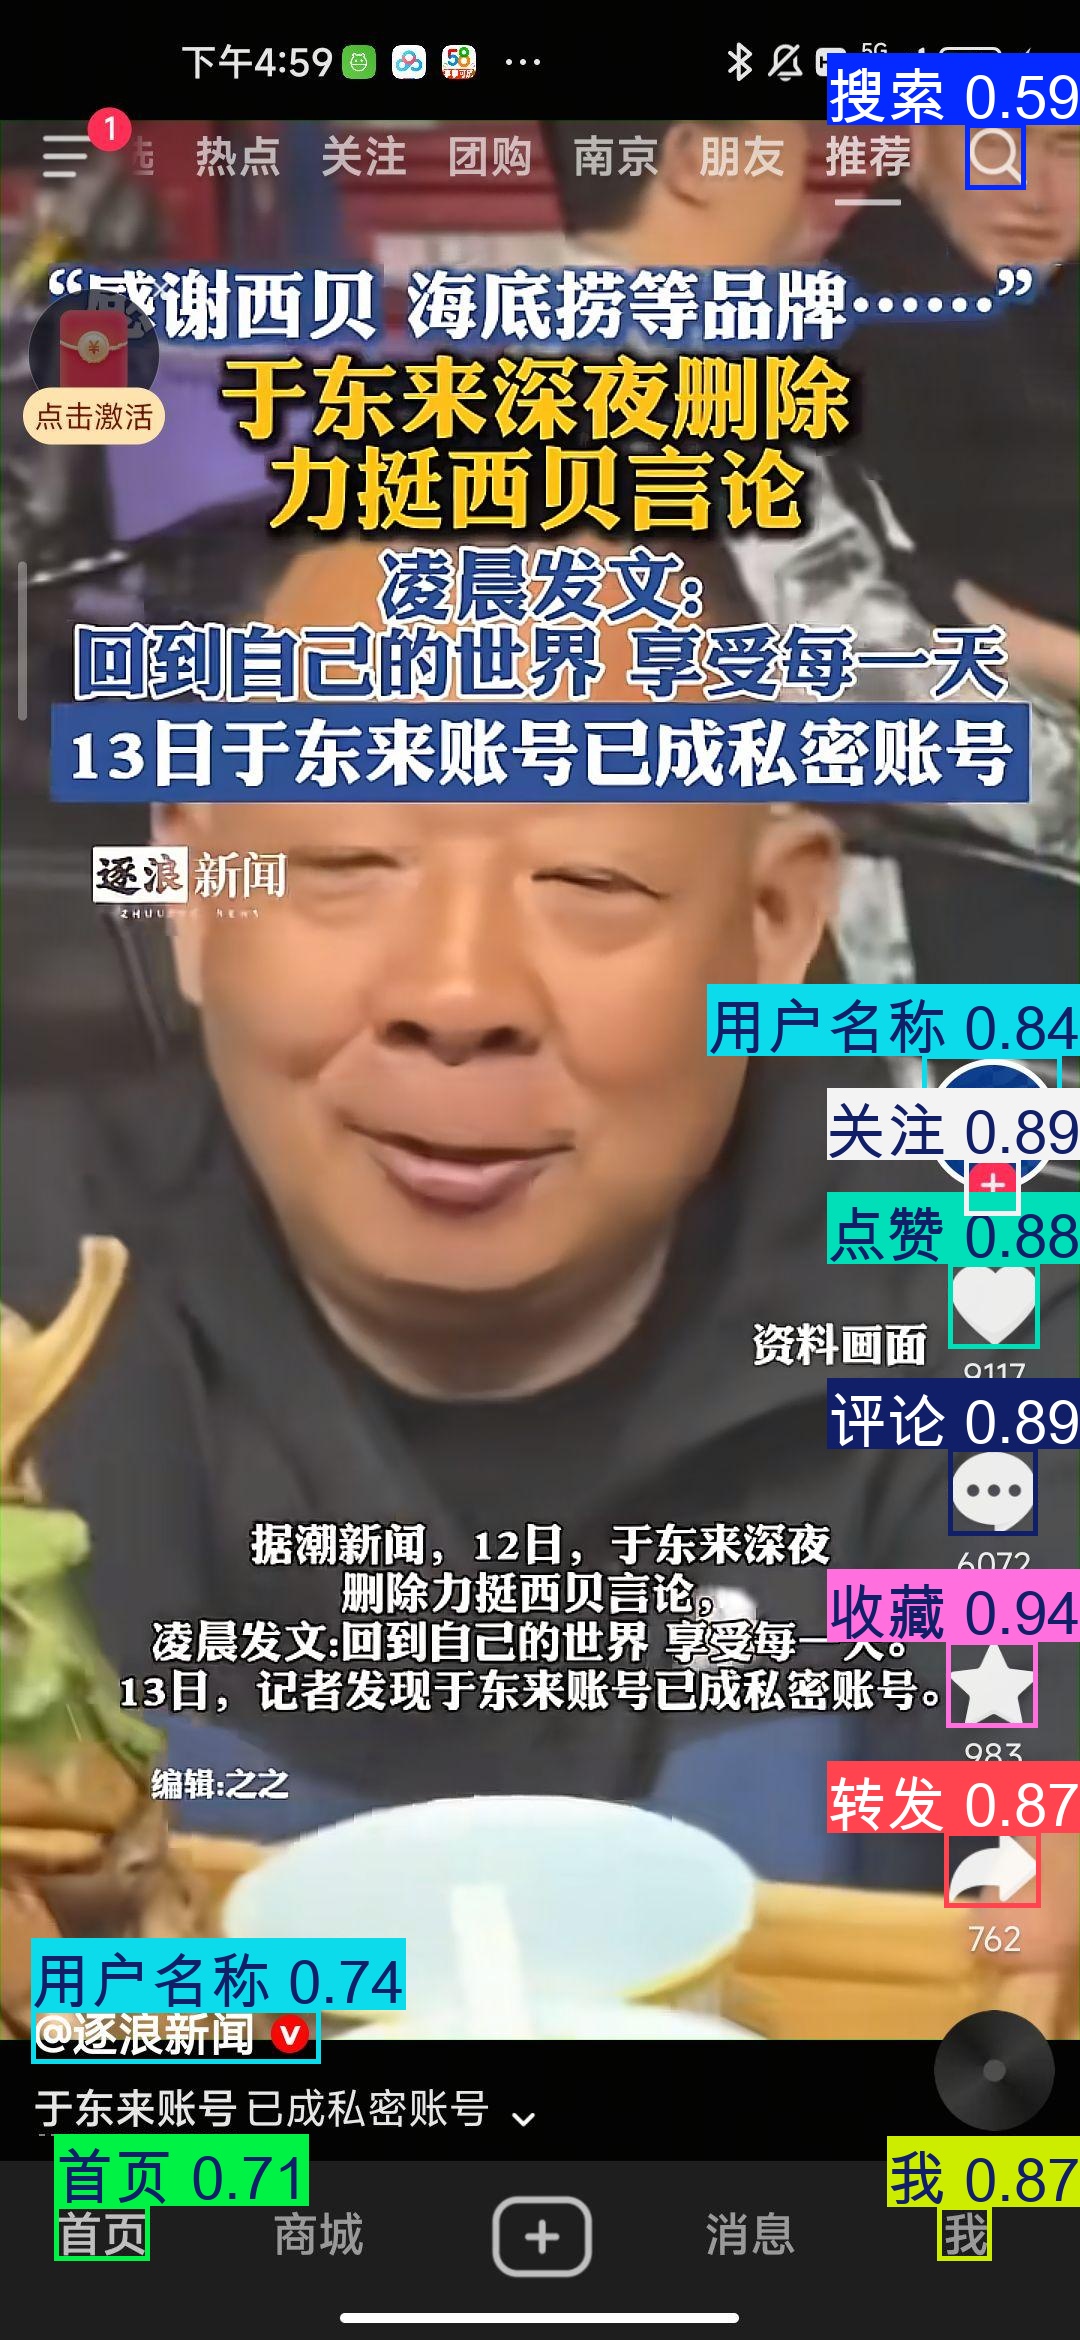 下午4:59
58
5G
搜索 0.59
1
热点 关注 团购 南京 朋友 推荐
“感谢西贝 海底捞等品牌······”
点击激活
于东来深夜删除
力挺西贝言论
凌晨发文:
回到自己的世界 享受每一天
13日于东来账号已成私密账号
逐浪新闻
用户名称 0.84
关注 0.89
点赞 0.88
资料画面
9117
评论 0.89
据潮新闻，12日，于东来深夜
删除力挺西贝言论，
6072
收藏 0.94
凌晨发文:回到自己的世界 享受每一天。
13日，记者发现于东来账号已成私密账号。
983
编辑:之之
转发 0.87
762
用户名称 0.74
@逐浪新闻
于东来账号已成私密账号
首页 0.71
我 0.87
首页 商城 消息 我